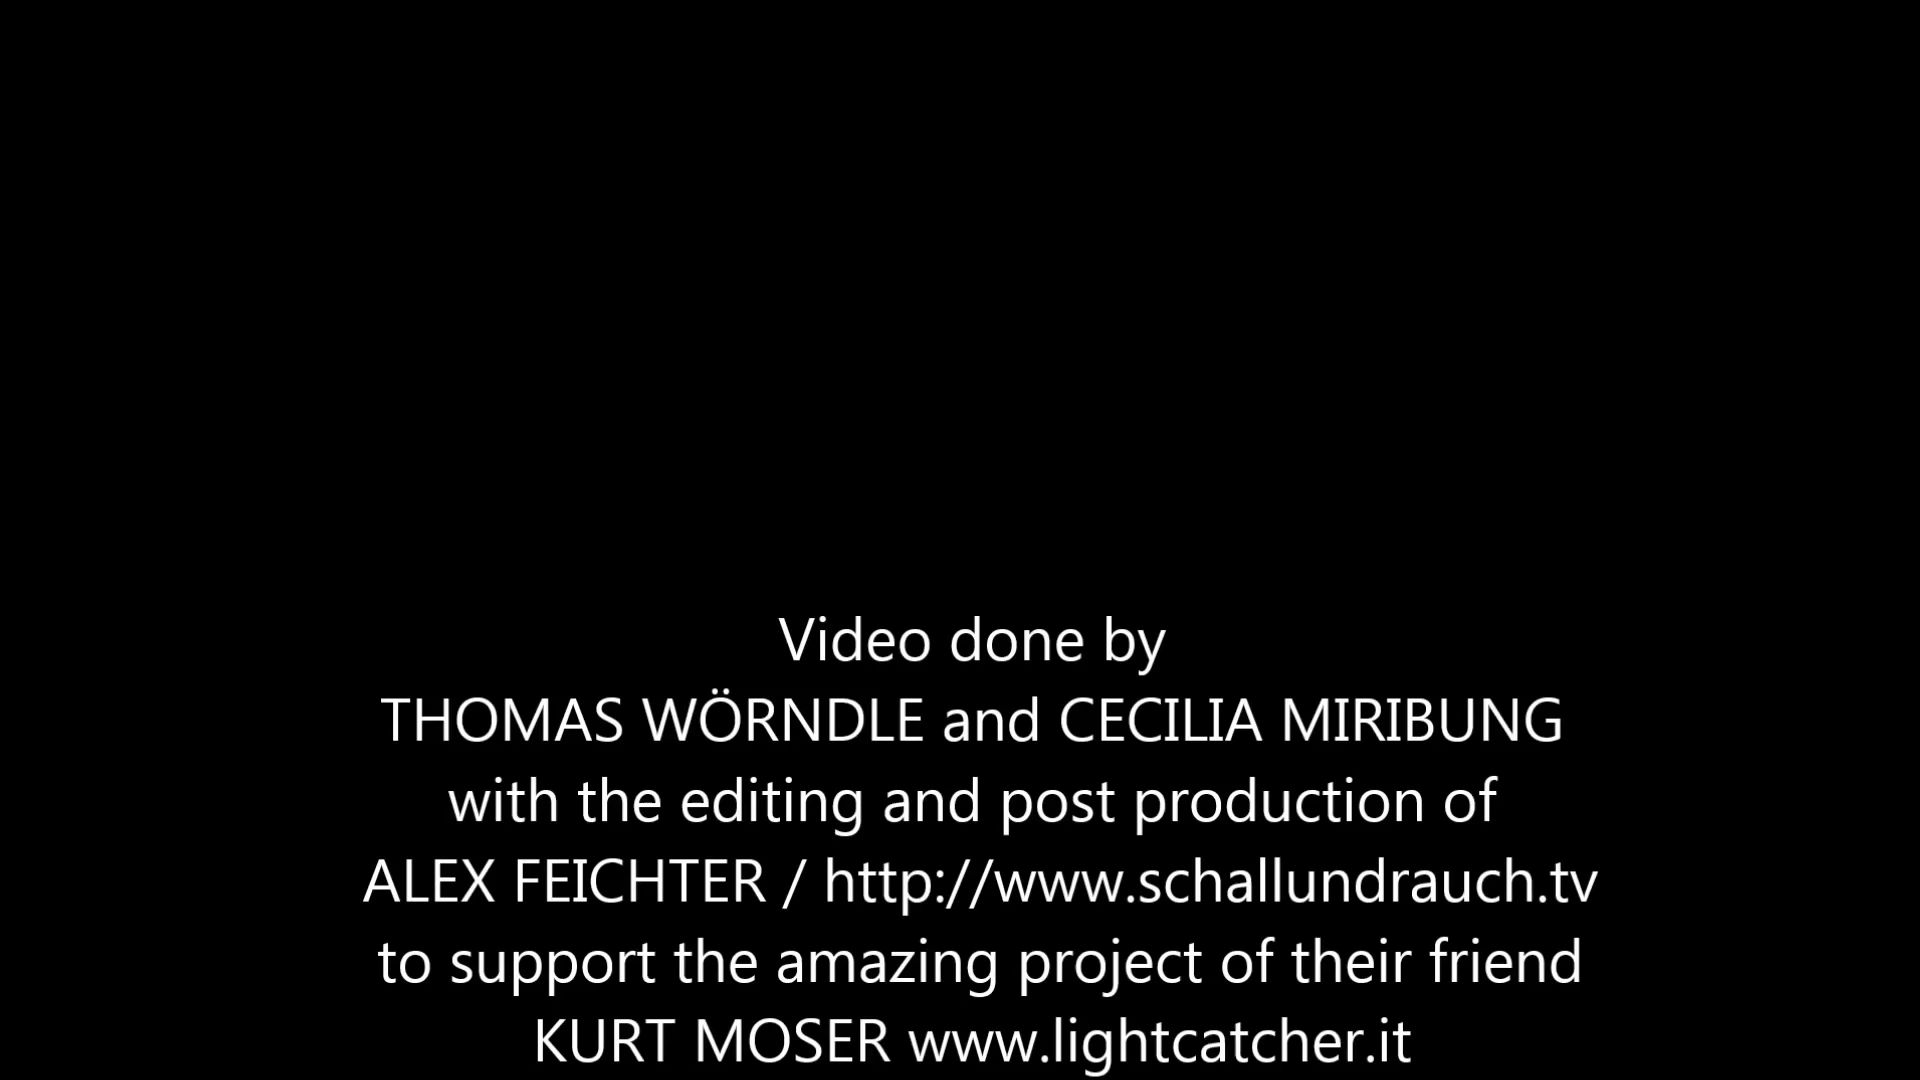 Video done by
THOMAS WÖRNDLE and CECILIA MIRIBUNG
with the editing and post production of
ALEX FEICHTER / http://www.schallundrauch.tv
to support the amazing project of their friend
KURT MOSER www.lightcatcher.it